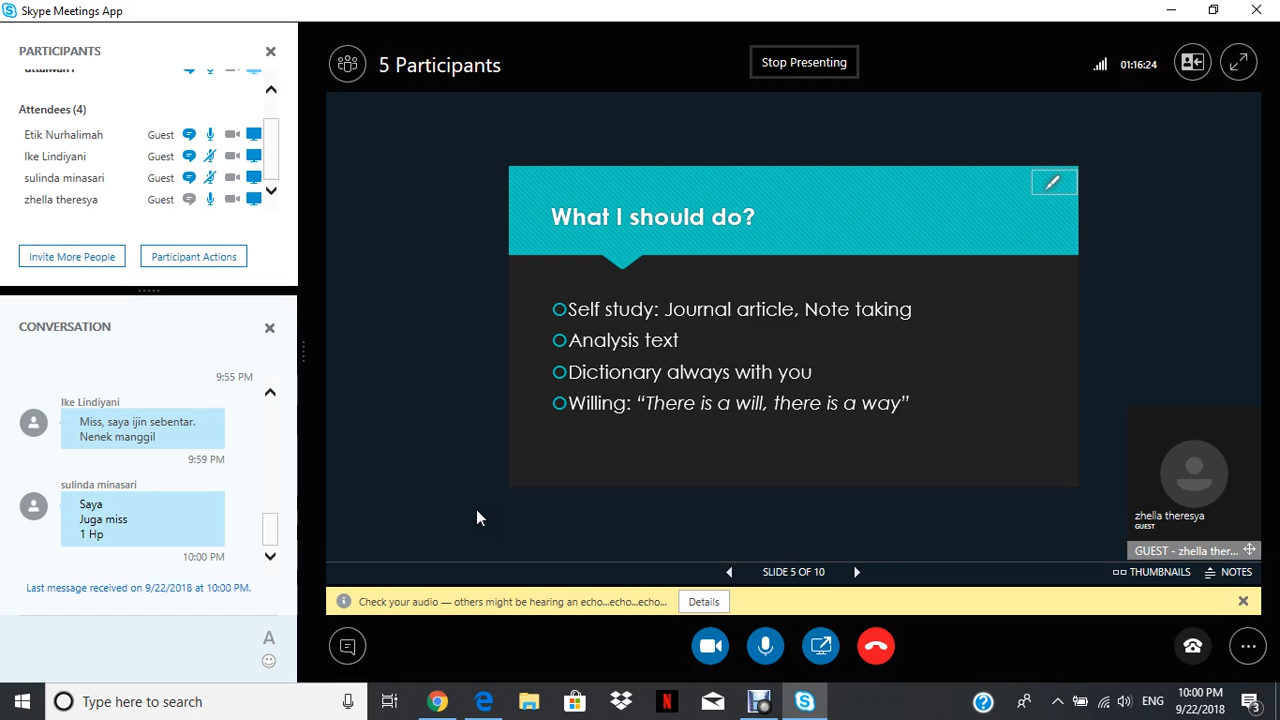 Skype Meetings App
PARTICIPANTS
Attendees (4)
Etik Nurhalimah Guest
Ike Lindiyani Guest
sulinda minasari Guest
zhella theresya Guest
Invite More People
Participant Actions
CONVERSATION
9:55 PM
Ike Lindiyani
Miss, saya ijin sebentar.
Nenek manggil
9:59 PM
sulinda minasari
Saya
Juga miss
1 Hp
10:00 PM
Last message received on 9/22/2018 at 10:00 PM.
A
5 Participants
Stop Presenting
01:16:24
What I should do?
Self study: Journal article, Note taking
Analysis text
Dictionary always with you
Willing: “There is a will, there is a way”
zhella theresya
GUEST
GUEST - zhella ther...
SLIDE 5 OF 10
THUMBNAILS
NOTES
Check your audio — others might be hearing an echo...echo...echo...
Details
Type here to search
ENG
10:00 PM
9/22/2018
3